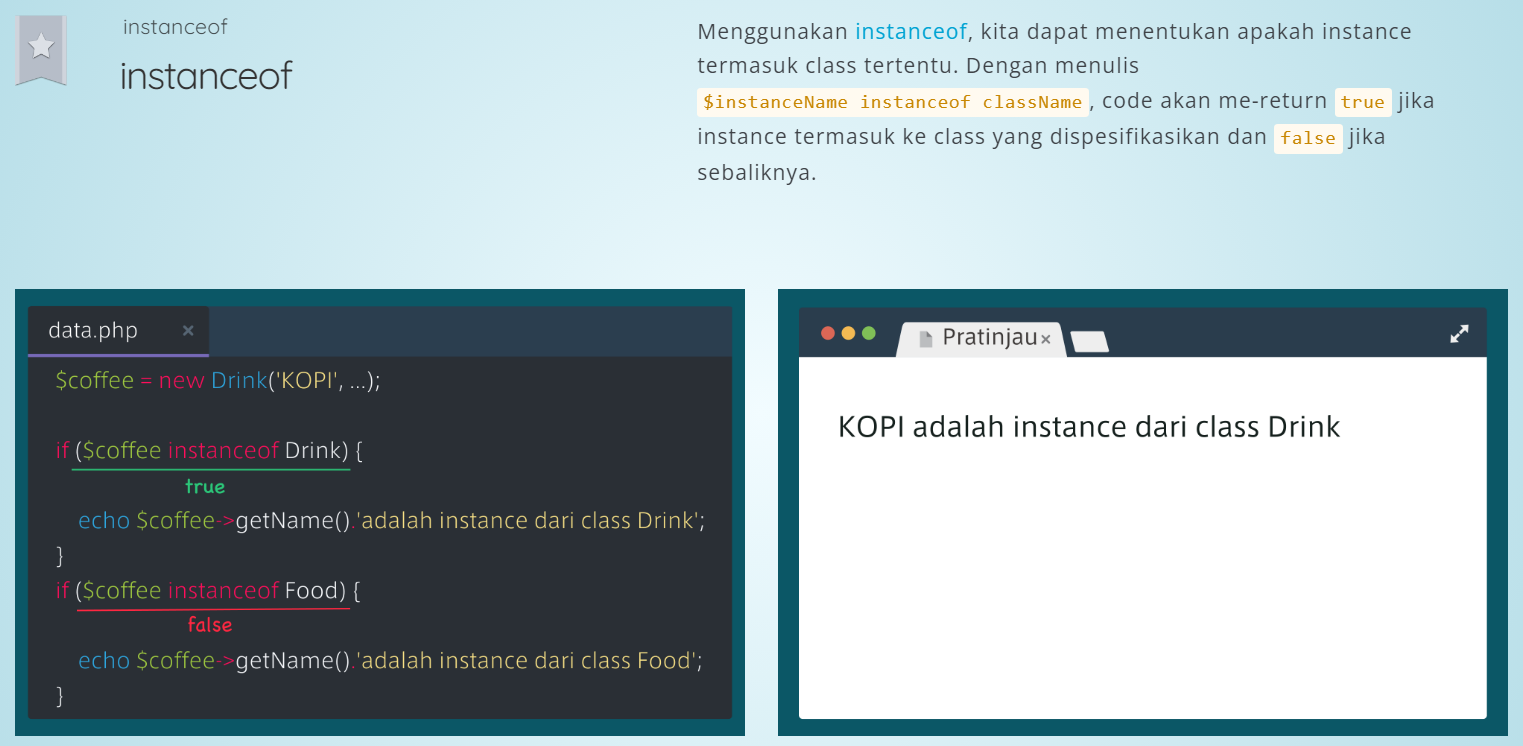 instanceof
instanceof
Menggunakan instanceof, kita dapat menentukan apakah instance
termasuk class tertentu. Dengan menulis
$instanceName instanceof className, code akan me-return true jika
instance termasuk ke class yang dispesifikasikan dan false jika
sebaliknya.
data.php ×
$coffee = new Drink('KOPI', ...);
if ($coffee instanceof Drink) {
true
echo $coffee->getName().'adalah instance dari class Drink';
}
if ($coffee instanceof Food) {
false
echo $coffee->getName().'adalah instance dari class Food';
}
Pratinjau ×
KOPI adalah instance dari class Drink